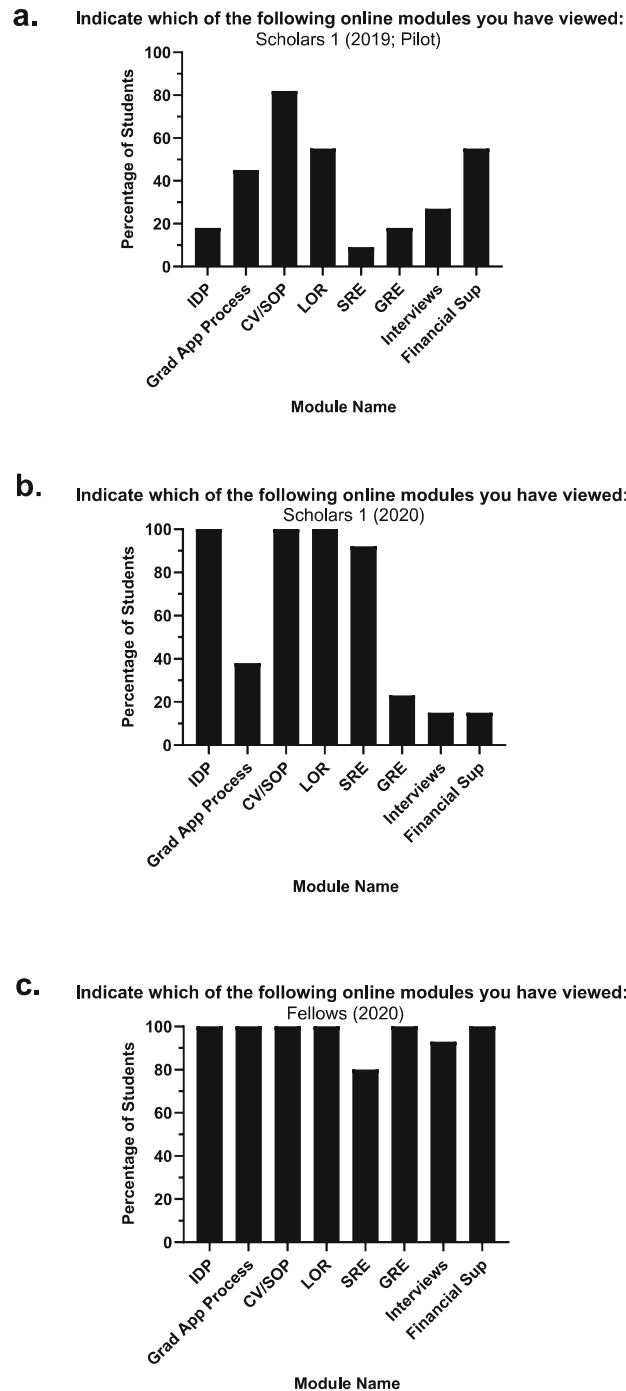 a.
Indicate which of the following online modules you have viewed:
Scholars 1 (2019; Pilot)
Percentage of Students
100
80
60
40
20
0
IDP
Grad App Process
CV/SOP
LOR
SRE
GRE
Interviews
Financial Sup
Module Name
b.
Indicate which of the following online modules you have viewed:
Scholars 1 (2020)
Percentage of Students
100
80
60
40
20
0
IDP
Grad App Process
CV/SOP
LOR
SRE
GRE
Interviews
Financial Sup
Module Name
c.
Indicate which of the following online modules you have viewed:
Fellows (2020)
Percentage of Students
100
80
60
40
20
0
IDP
Grad App Process
CV/SOP
LOR
SRE
GRE
Interviews
Financial Sup
Module Name